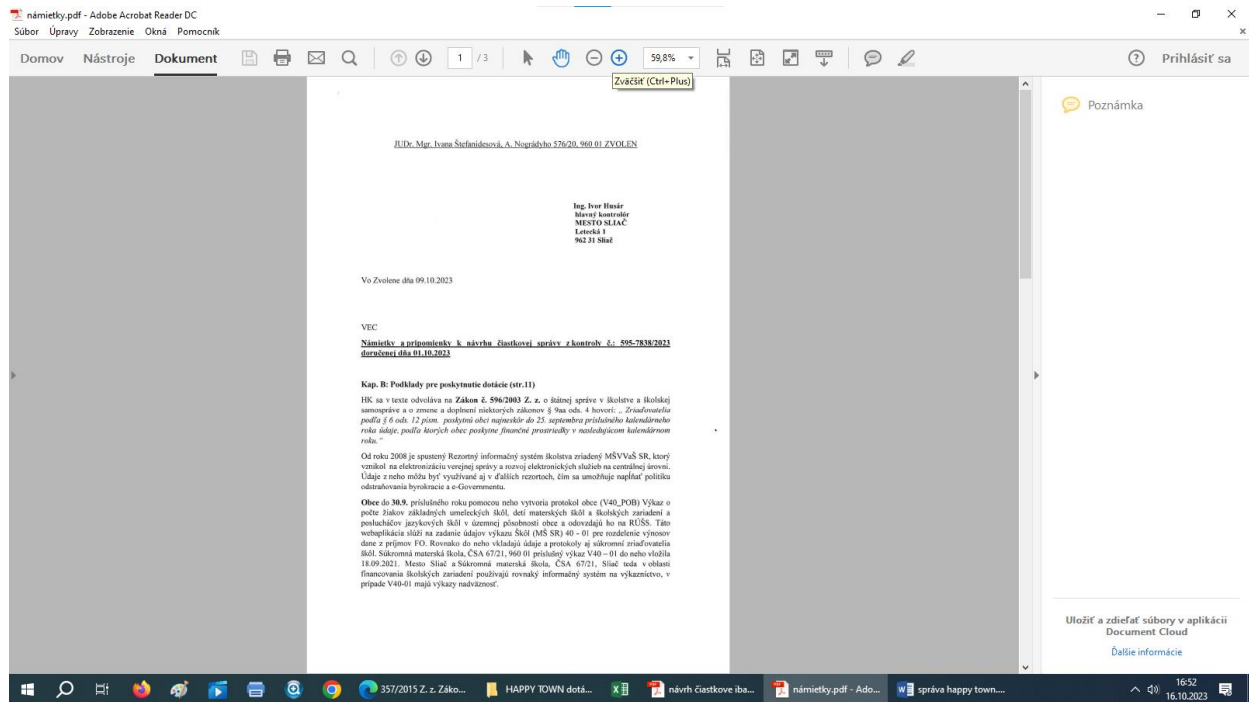 námietky.pdf - Adobe Acrobat Reader DC
Súbor Úpravy Zobrazenie Okná Pomocník
Domov Nástroje Dokument 1 / 3 59,8% Prihlásiť sa
Zväčšiť (Ctrl+Plus)
Poznámka
JUDr. Mgr. Ivana Štefanidesová, A. Nográdyho 576/20, 960 01 ZVOLEN
Ing. Ivor Husár
hlavný kontrolór
MESTO SLIAČ
Letecká 1
962 31 Sliač
Vo Zvolene dňa 09.10.2023
VEC
Námietky a pripomienky k návrhu čiastkovej správy z kontroly č.: 595-7838/2023
doručenej dňa 01.10.2023
Kap. B: Podklady pre poskytnutie dotácie (str.11)
HK sa v texte odvoláva na Zákon č. 596/2003 Z. z. o štátnej správe v školstve a školskej
samospráve a o zmene a doplnení niektorých zákonov § 9aa ods. 4 hovorí: „ Zriaďovatelia
podľa § 6 ods. 12 písm. poskytnú obci najneskôr do 25. septembra príslušného kalendárneho
roka údaje, podľa ktorých obec poskytne finančné prostriedky v nasledujúcom kalendárnom
roku."
Od roku 2008 je spustený Rezortný informačný systém školstva zriadený MŠVVaŠ SR, ktorý
vznikol na elektronizáciu verejnej správy a rozvoj elektronických služieb na centrálnej úrovni.
Údaje z neho môžu byť využívané aj v ďalších rezortoch, čím sa umožňuje napĺňať politiku
odstraňovania byrokracie a e-Governmentu.
Obce do 30.9. príslušného roku pomocou neho vytvoria protokol obce (V40_POB) Výkaz o
počte žiakov základných umeleckých škôl, detí materských škôl a školských zariadení a
poslucháčov jazykových škôl v územnej pôsobnosti obce a odovzdajú ho na RÚŠS. Táto
webaplikácia slúži na zadanie údajov výkazu Škôl (MŠ SR) 40 - 01 pre rozdelenie výnosov
dane z príjmov FO. Rovnako do neho vkladajú údaje a protokoly aj súkromní zriaďovatelia
škôl. Súkromná materská škola, ČSA 67/21, 960 01 príslušný výkaz V40 – 01 do neho vložila
18.09.2021. Mesto Sliač a Súkromná materská škola, ČSA 67/21, Sliač teda v oblasti
financovania školských zariadení používajú rovnaký informačný systém na výkazníctvo, v
prípade V40-01 majú výkazy nadväznosť.
Uložiť a zdieľať súbory v aplikácii
Document Cloud
Ďalšie informácie
357/2015 Z. z. Záko... HAPPY TOWN dotá... návrh čiastkove iba... námietky.pdf - Ado... správa happy town.... 16:52
16.10.2023